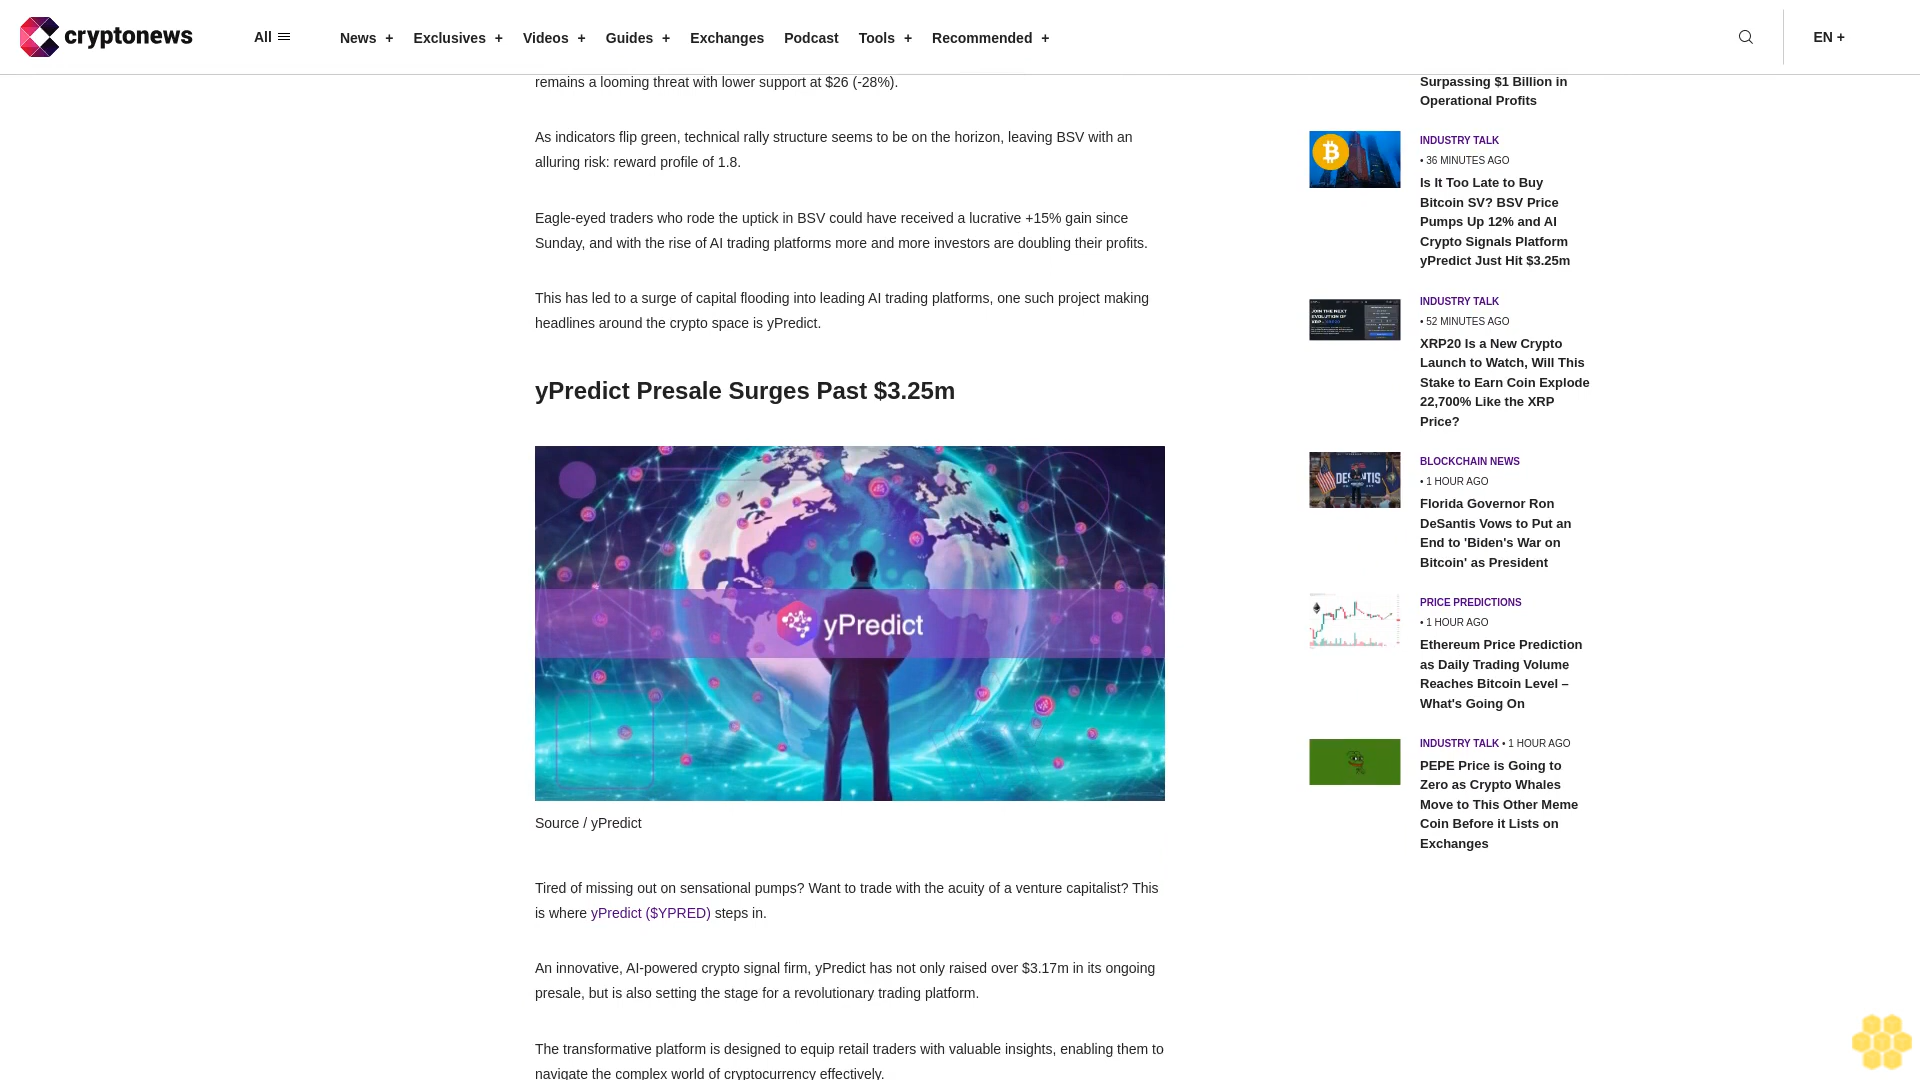 cryptonews
All
News +
Exclusives +
Videos +
Guides +
Exchanges
Podcast
Tools +
Recommended +
EN +
remains a looming threat with lower support at $26 (-28%).
As indicators flip green, technical rally structure seems to be on the horizon, leaving BSV with an
alluring risk: reward profile of 1.8.
Eagle-eyed traders who rode the uptick in BSV could have received a lucrative +15% gain since
Sunday, and with the rise of AI trading platforms more and more investors are doubling their profits.
This has led to a surge of capital flooding into leading AI trading platforms, one such project making
headlines around the crypto space is yPredict.
yPredict Presale Surges Past $3.25m
yPredict
Source / yPredict
Tired of missing out on sensational pumps? Want to trade with the acuity of a venture capitalist? This
is where yPredict ($YPRED) steps in.
An innovative, AI-powered crypto signal firm, yPredict has not only raised over $3.17m in its ongoing
presale, but is also setting the stage for a revolutionary trading platform.
The transformative platform is designed to equip retail traders with valuable insights, enabling them to
navigate the complex world of cryptocurrency effectively.
Surpassing $1 Billion in
Operational Profits
INDUSTRY TALK
• 36 MINUTES AGO
Is It Too Late to Buy
Bitcoin SV? BSV Price
Pumps Up 12% and AI
Crypto Signals Platform
yPredict Just Hit $3.25m
JOIN THE NEXT
EVOLUTION OF
INDUSTRY TALK
• 52 MINUTES AGO
XRP20 Is a New Crypto
Launch to Watch, Will This
Stake to Earn Coin Explode
22,700% Like the XRP
Price?
DESANTIS
BLOCKCHAIN NEWS
• 1 HOUR AGO
Florida Governor Ron
DeSantis Vows to Put an
End to 'Biden's War on
Bitcoin' as President
PRICE PREDICTIONS
• 1 HOUR AGO
Ethereum Price Prediction
as Daily Trading Volume
Reaches Bitcoin Level –
What's Going On
INDUSTRY TALK • 1 HOUR AGO
PEPE Price is Going to
Zero as Crypto Whales
Move to This Other Meme
Coin Before it Lists on
Exchanges